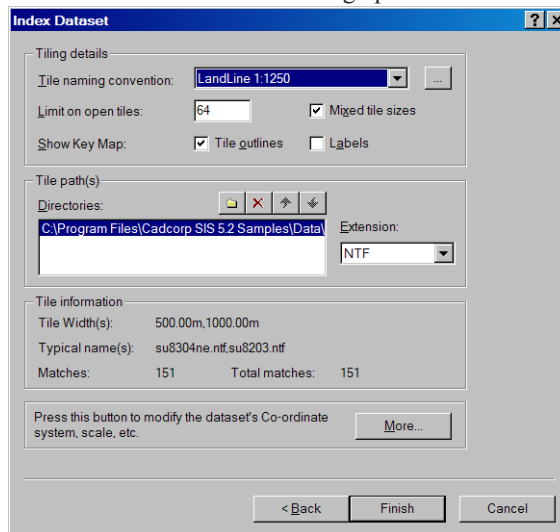 Index Dataset
Tiling details
Tile naming convention: LandLine 1:1250 ...
Limit on open tiles: 64 Mixed tile sizes
Show Key Map: Tile outlines Labels
Tile path(s)
Directories:
C:\Program Files\Cadcorp SIS 5.2 Samples\Data\
Extension:
NTF
Tile information
Tile Width(s): 500.00m,1000.00m
Typical name(s): su8304ne.ntf,su8203.ntf
Matches: 151 Total matches: 151
Press this button to modify the dataset's Co-ordinate
system, scale, etc.
More...
< Back Finish Cancel